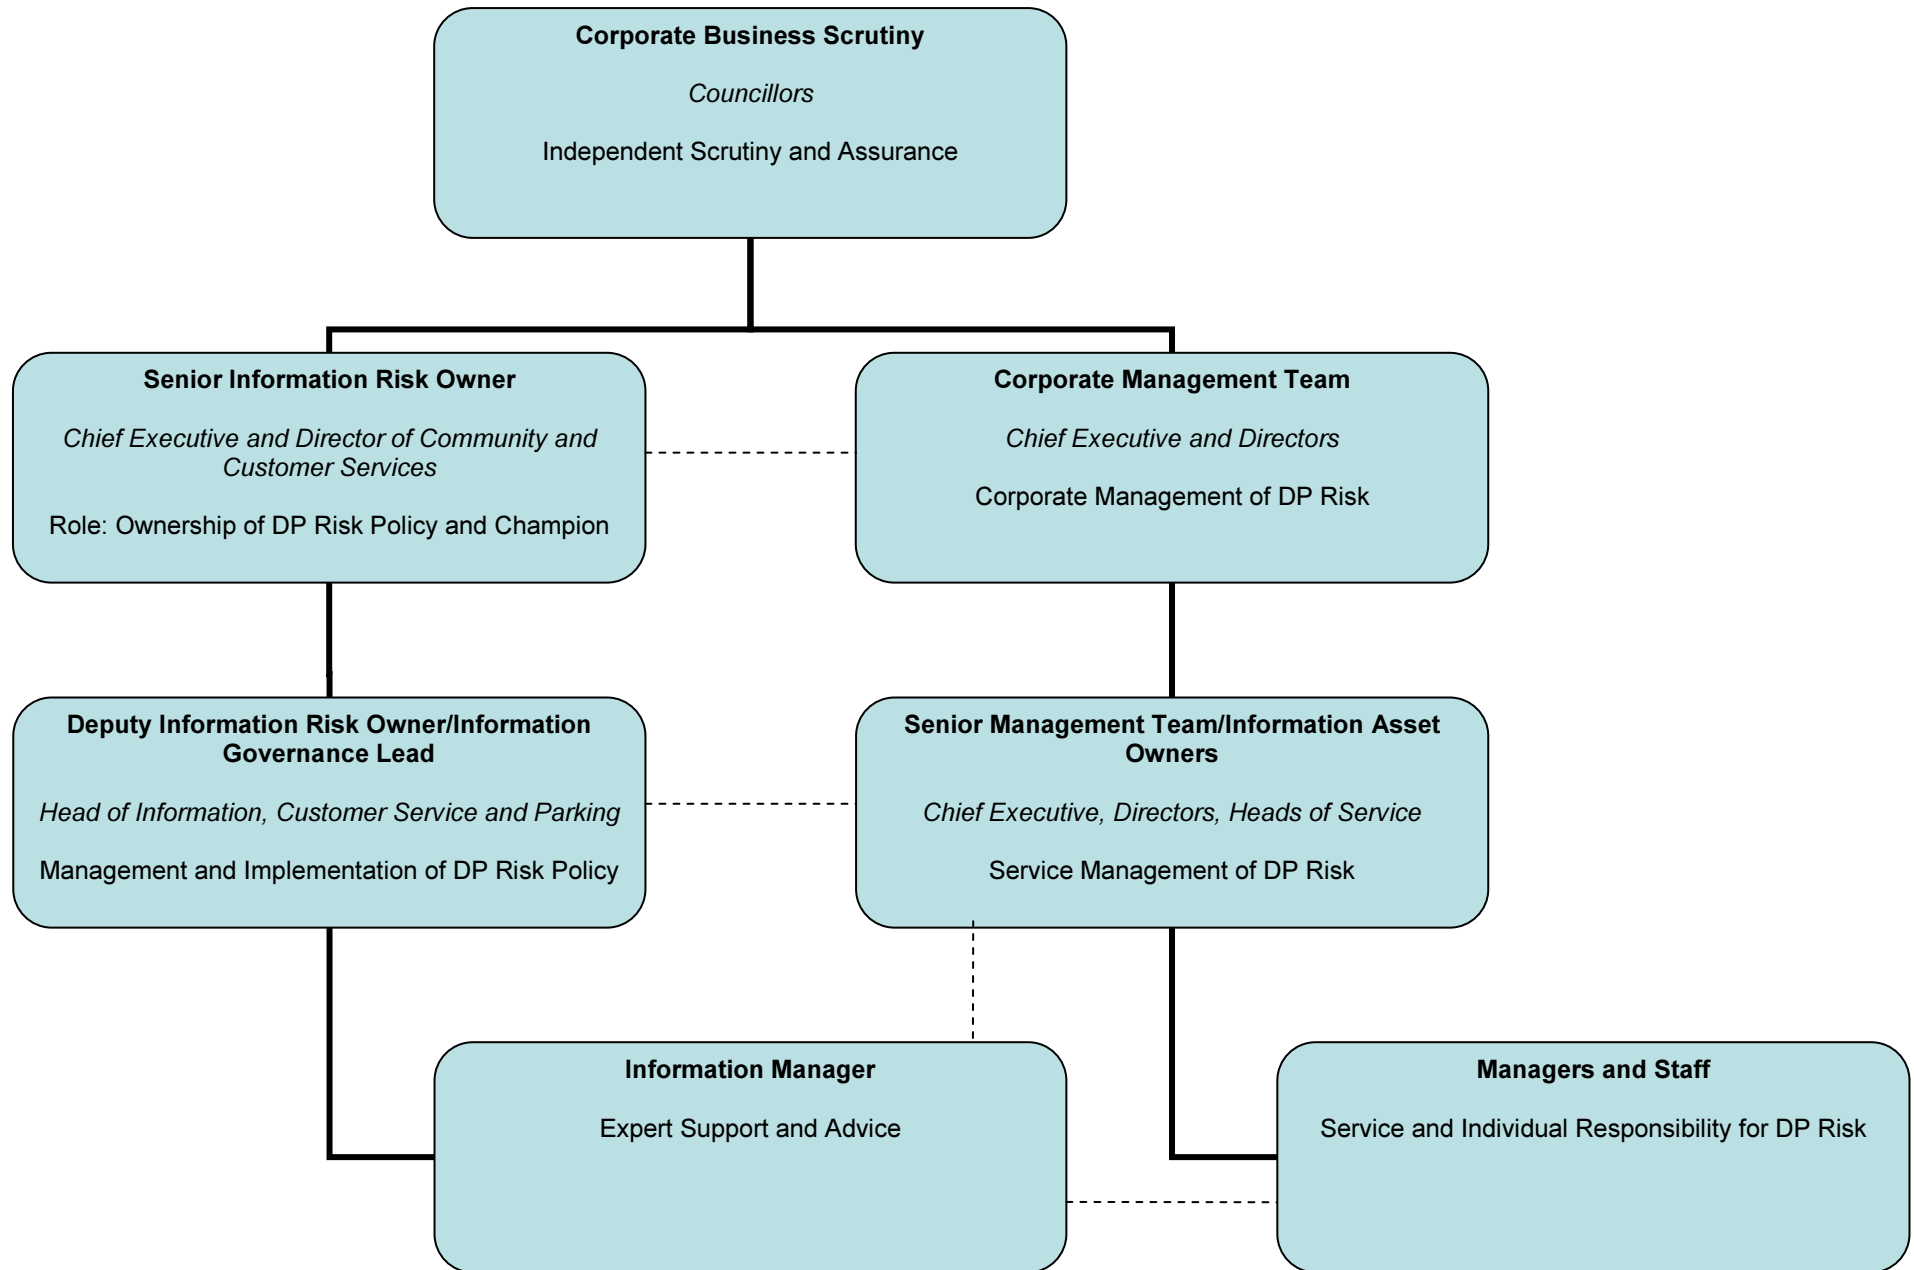 Corporate Business Scrutiny
Councillors
Independent Scrutiny and Assurance
Senior Information Risk Owner
Chief Executive and Director of Community and
Customer Services
Role: Ownership of DP Risk Policy and Champion
Corporate Management Team
Chief Executive and Directors
Corporate Management of DP Risk
Deputy Information Risk Owner/Information
Governance Lead
Head of Information, Customer Service and Parking
Management and Implementation of DP Risk Policy
Senior Management Team/Information Asset
Owners
Chief Executive, Directors, Heads of Service
Service Management of DP Risk
Information Manager
Expert Support and Advice
Managers and Staff
Service and Individual Responsibility for DP Risk